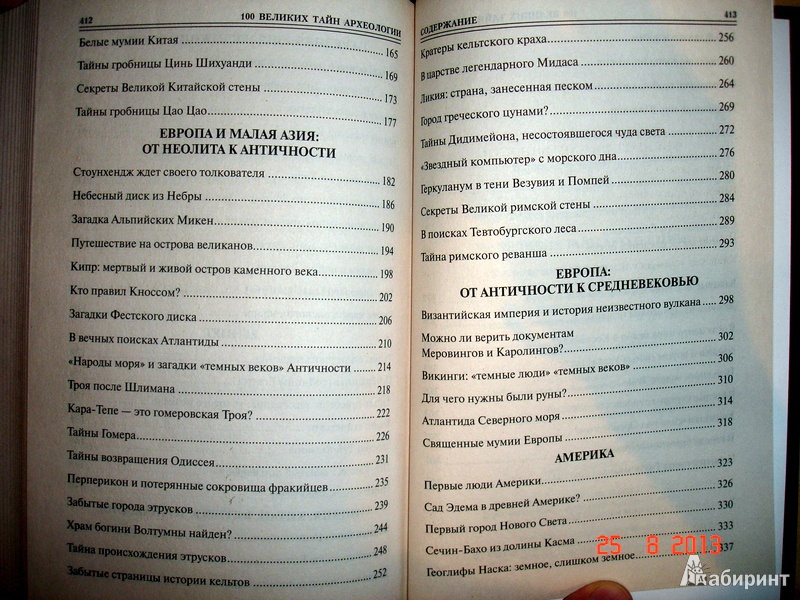 412
100 ВЕЛИКИХ ТАЙН АРХЕОЛОГИИ
Белые мумии Китая 165
Тайны гробницы Цинь Шихуанди 169
Секреты Великой Китайской стены 173
Тайны гробницы Цао Цао 177
ЕВРОПА И МАЛАЯ АЗИЯ:
ОТ НЕОЛИТА К АНТИЧНОСТИ
Стоунхендж ждет своего толкователя 182
Небесный диск из Небры 186
Загадка Альпийских Микен 190
Путешествие на острова великанов 194
Кипр: мертвый и живой остров каменного века 198
Кто правил Кноссом? 202
Загадки Фестского диска 206
В вечных поисках Атлантиды 210
«Народы моря» и загадки «темных веков» Античности 214
Троя после Шлимана 218
Кара-Тепе — это гомеровская Троя? 222
Тайны Гомера 226
Тайны возвращения Одиссея 231
Перперикон и потерянные сокровища фракийцев 235
Забытые города этрусков 239
Храм богини Волтумны найден? 244
Тайна происхождения этрусков 248
Забытые страницы истории кельтов 252
СОДЕРЖАНИЕ
413
Кратеры кельтского краха 256
В царстве легендарного Мидаса 260
Ликия: страна, занесенная песком 264
Город греческого цунами? 269
Тайны Дидимейона, несостоявшегося чуда света 272
«Звездный компьютер» с морского дна 276
Геркуланум в тени Везувия и Помпей 280
Секреты Великой римской стены 284
В поисках Тевтобургского леса 289
Тайна римского реванша 293
ЕВРОПА:
ОТ АНТИЧНОСТИ К СРЕДНЕВЕКОВЬЮ
Византийская империя и история неизвестного вулкана 298
Можно ли верить документам
Меровингов и Каролингов? 302
Викинги: «темные люди» «темных веков» 306
Для чего нужны были руны? 310
Атлантида Северного моря 314
Священные мумии Европы 318
АМЕРИКА
Первые люди Америки 323
Сад Эдема в древней Америке? 326
Первый город Нового Света 330
Сечин-Бахо из долины Касма 333
Геоглифы Наска: земное, слишком земное 337
25 8 2013
Лабиринт